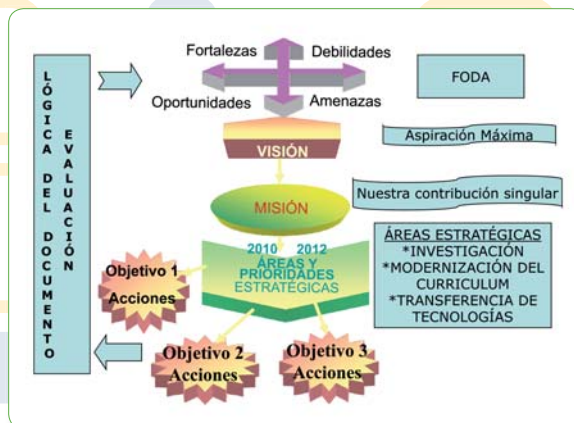 LÓGICA DEL DOCUMENTO
EVALUACIÓN
Fortalezas
Debilidades
Oportunidades
Amenazas
FODA
VISIÓN
Aspiración Máxima
MISIÓN
Nuestra contribución singular
2010 2012
ÁREAS Y
PRIORIDADES
ESTRATÉGICAS
ÁREAS ESTRATÉGICAS
*INVESTIGACIÓN
*MODERNIZACIÓN DEL
CURRICULUM
*TRANSFERENCIA DE
TECNOLOGÍAS
Objetivo 1
Acciones
Objetivo 2
Acciones
Objetivo 3
Acciones